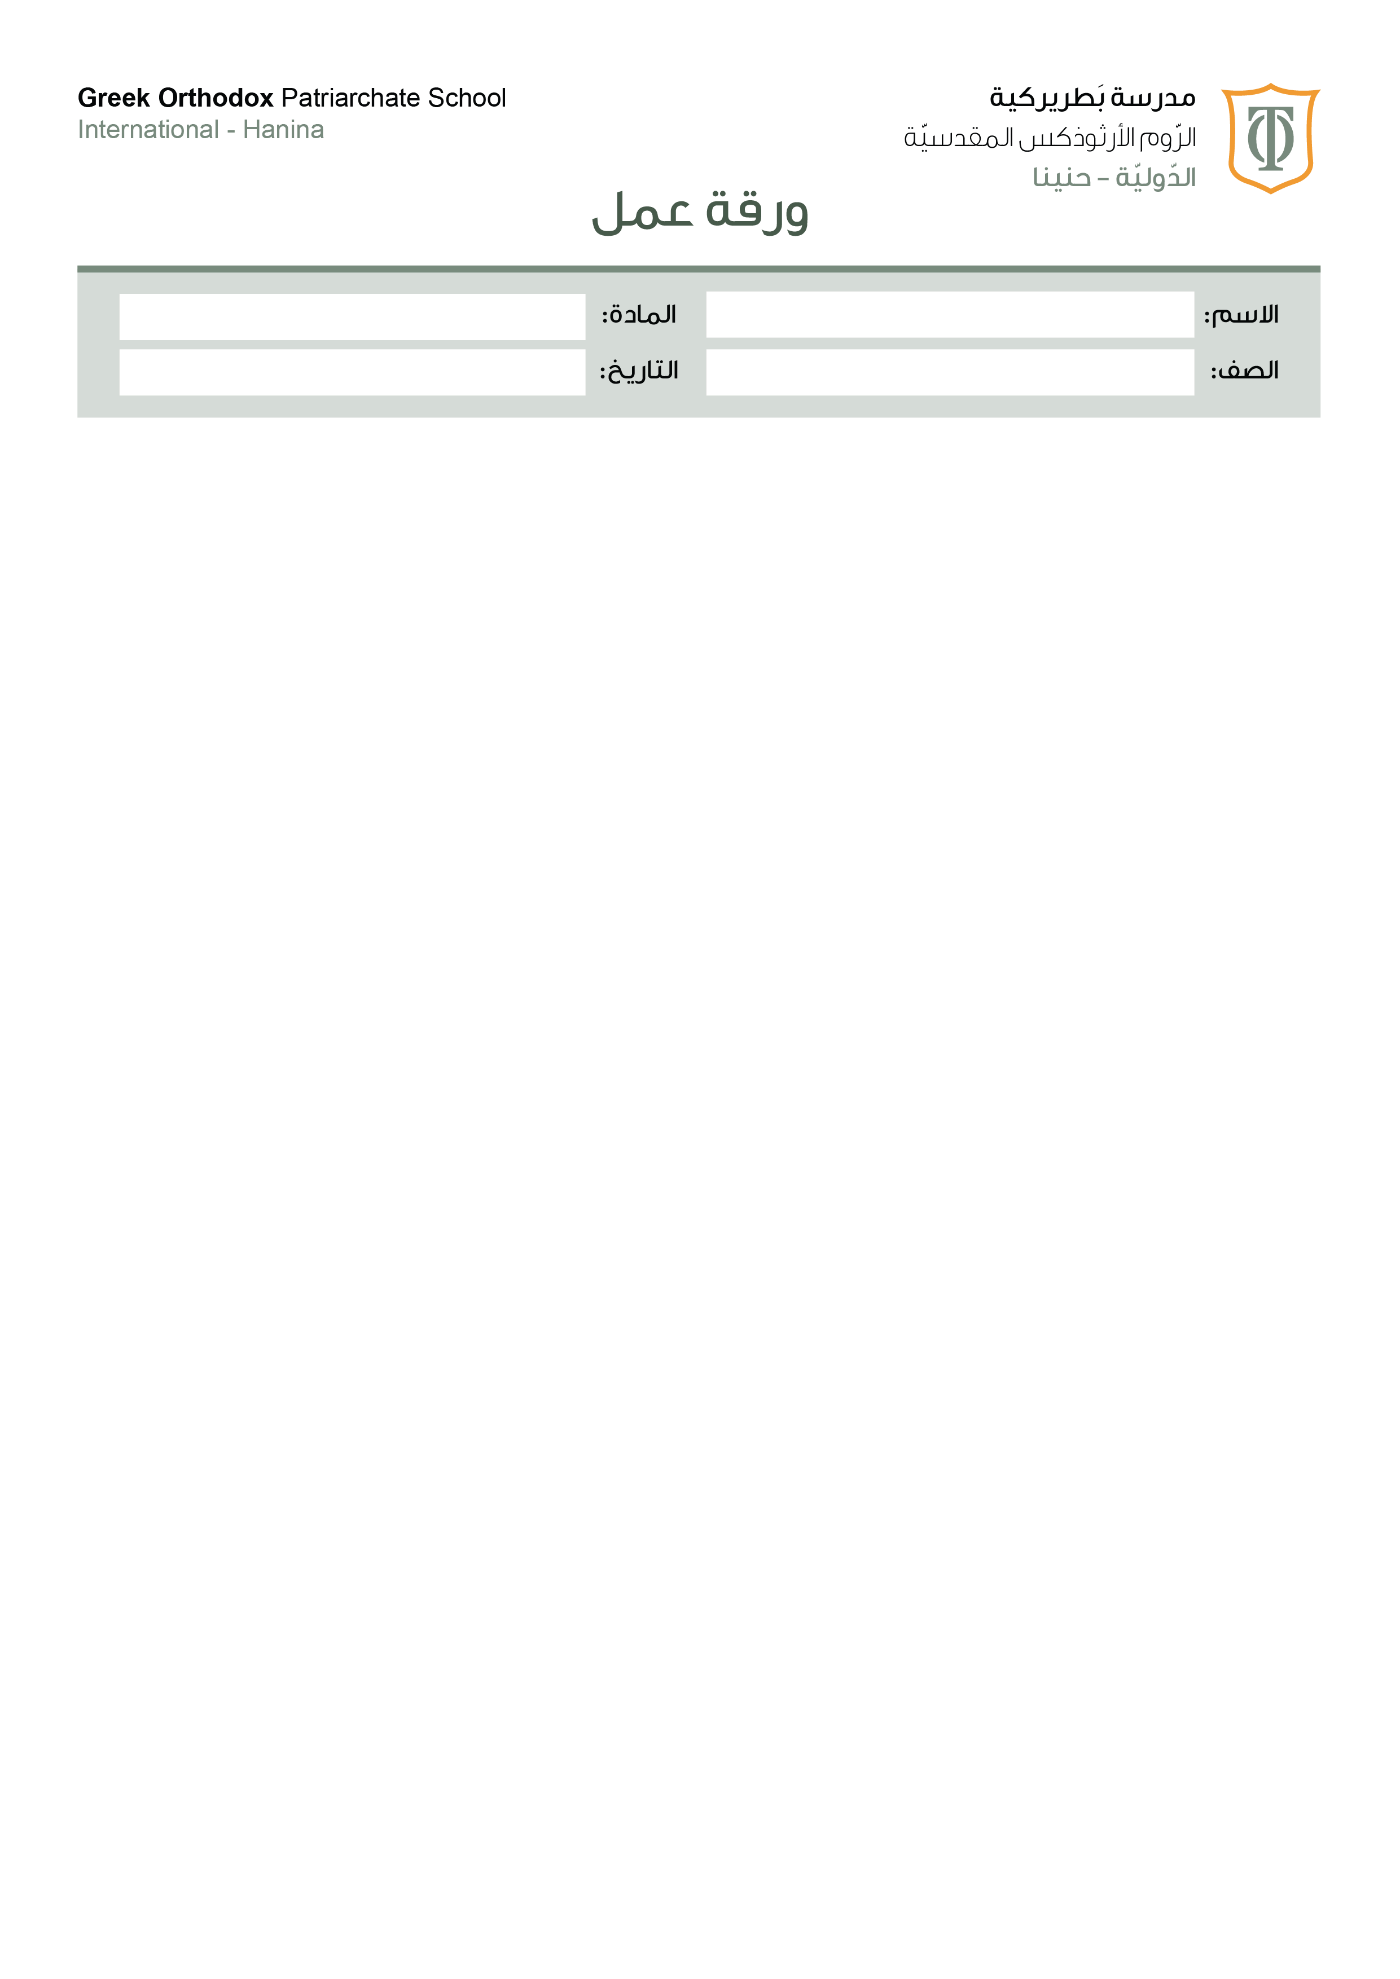 Greek Orthodox Patriarchate School
International - Hanina
مدرسة بَطريركية
الرّوم الأرثوذكس المقدسيّة
الدّوليّة – حنينا
ورقة عمل
الاسم:
المادة:
الصف:
التاريخ: